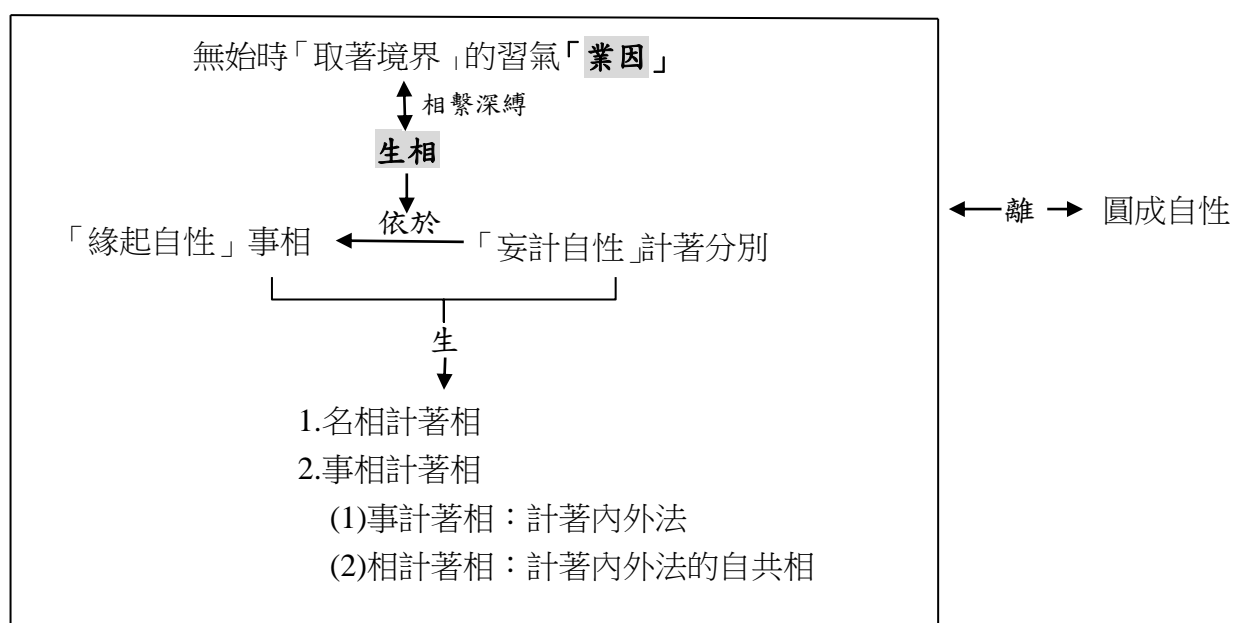 無始時「取著境界」的習氣「業因」
相繫深縛
生相
離
圓成自性
依於
「緣起自性」事相
「妄計自性」計著分別
生
1.名相計著相
2.事相計著相
(1)事計著相：計著內外法
(2)相計著相：計著內外法的自共相